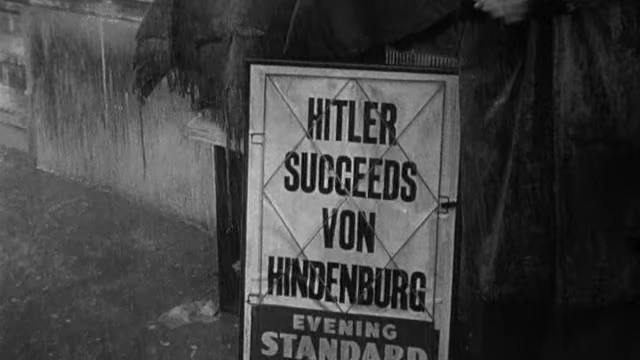 HITLER
SUCCEEDS
VON
HINDENBURG
EVENING
STANDARD